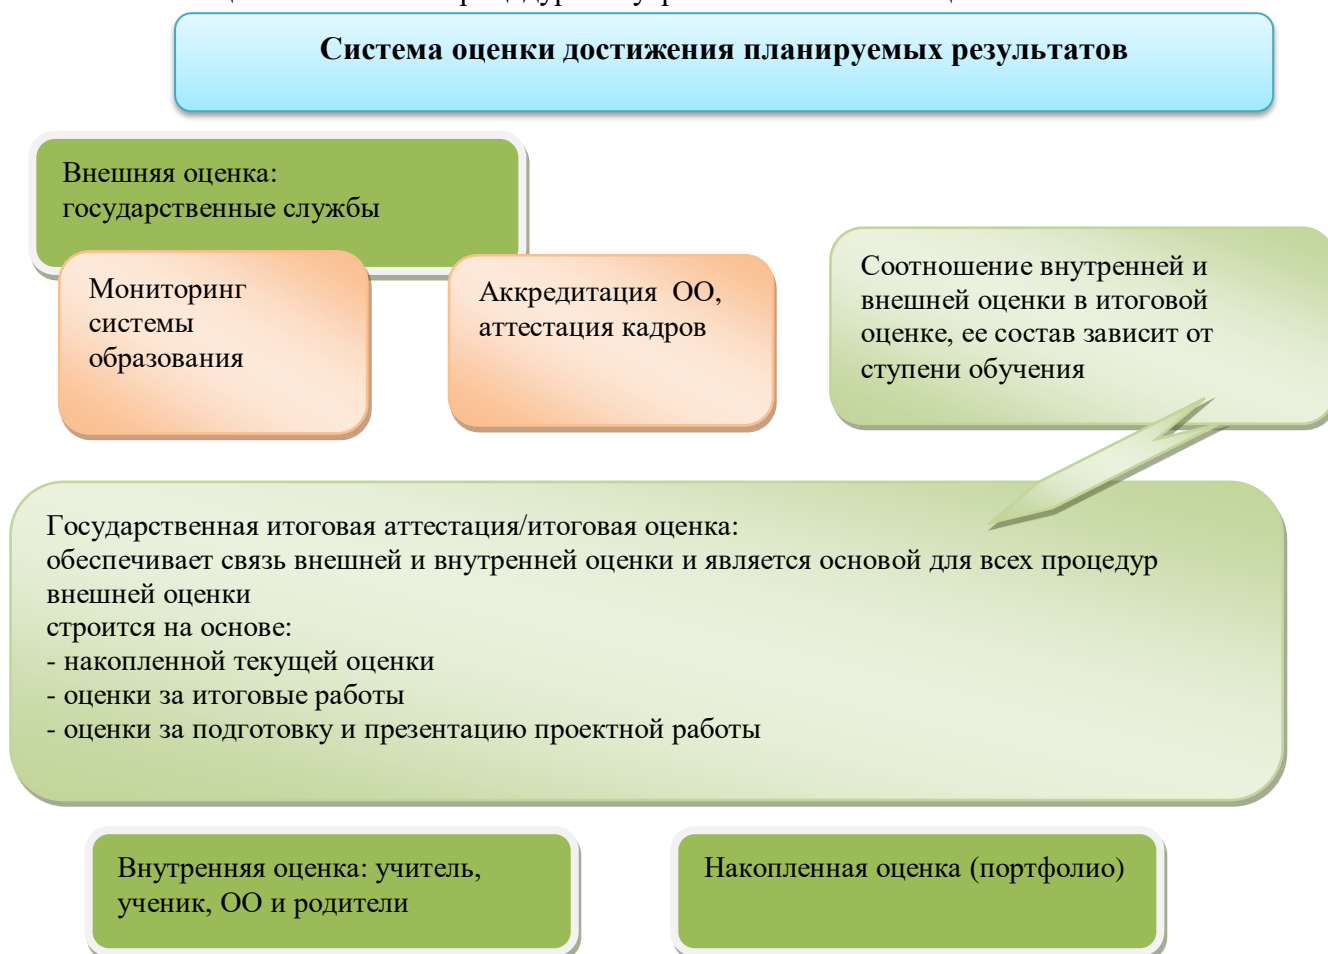 Система оценки достижения планируемых результатов
Внешняя оценка:
государственные службы
Мониторинг
системы
образования
Аккредитация ОО,
аттестация кадров
Соотношение внутренней и
внешней оценки в итоговой
оценке, ее состав зависит от
ступени обучения
Государственная итоговая аттестация/итоговая оценка:
обеспечивает связь внешней и внутренней оценки и является основой для всех процедур
внешней оценки
строится на основе:
- накопленной текущей оценки
- оценки за итоговые работы
- оценки за подготовку и презентацию проектной работы
Внутренняя оценка: учитель,
ученик, ОО и родители
Накопленная оценка (портфолио)